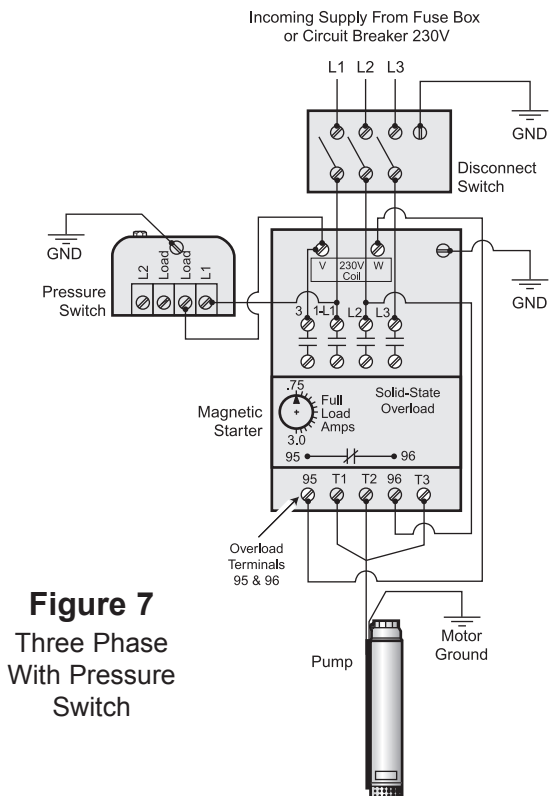 Incoming Supply From Fuse Box
or Circuit Breaker 230V
L1 L2 L3
GND
Disconnect
Switch
GND
L2 Load Load L1
Pressure
Switch
V 230V W
Coil
GND
3 1-L1 L2 L3
Magnetic
Starter
.75
Full
Load
Amps
3.0
Solid-State
Overload
95 96
95 T1 T2 96 T3
Overload
Terminals
95 & 96
Figure 7
Three Phase
With Pressure
Switch
Pump
Motor
Ground